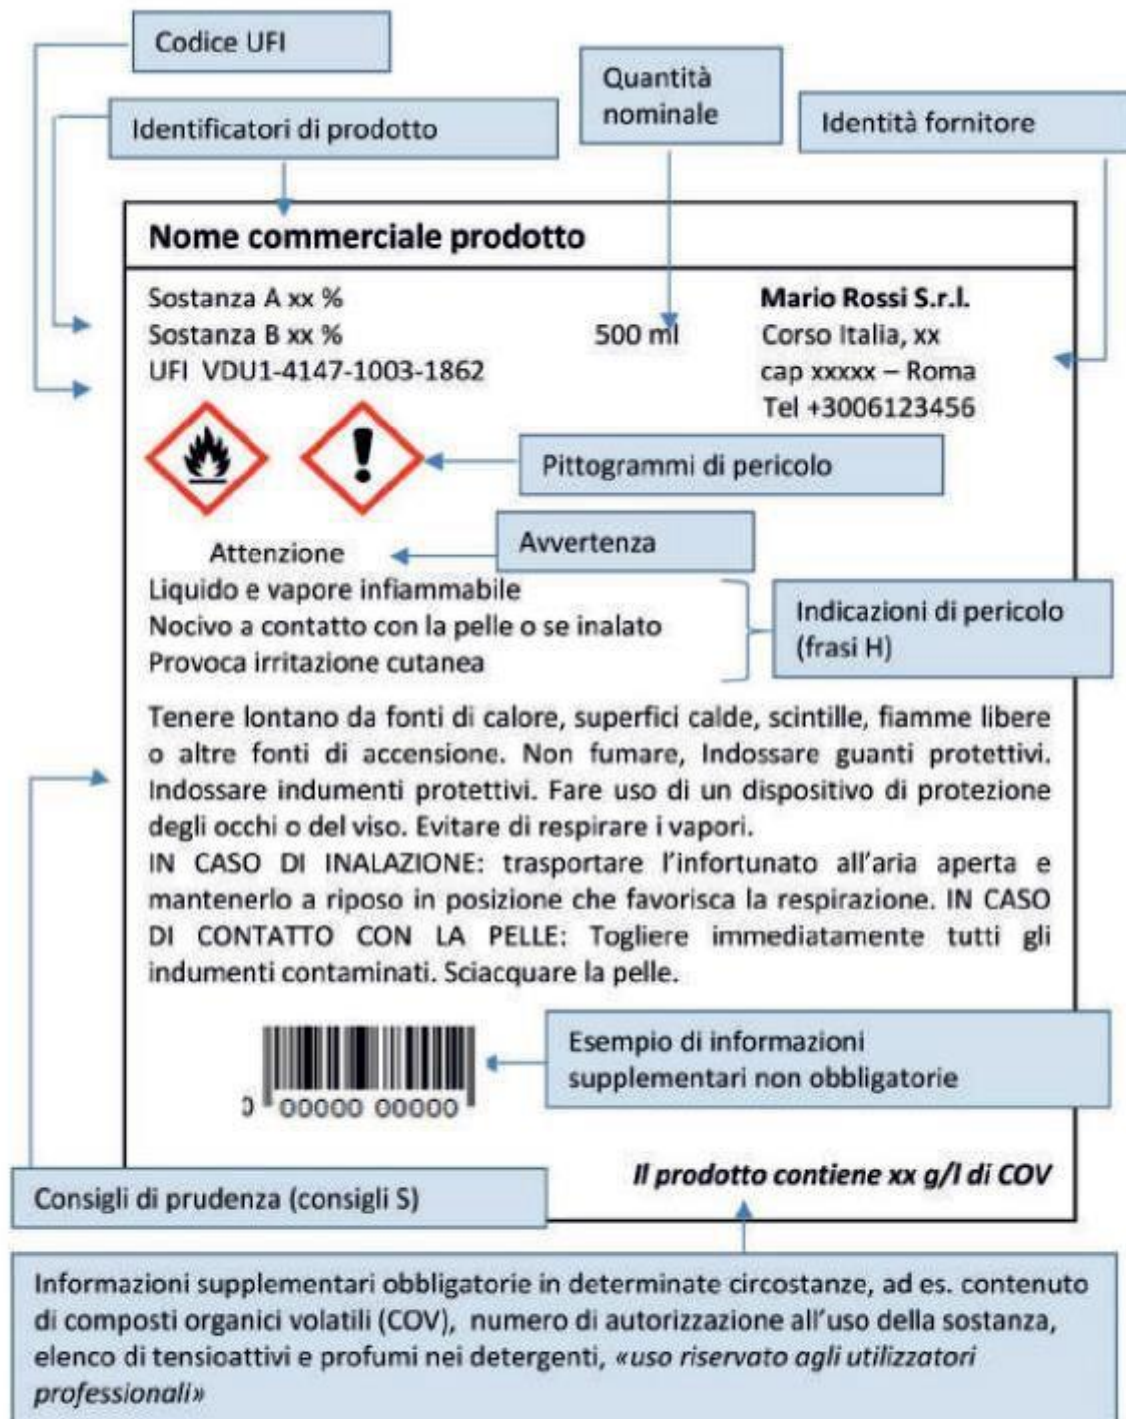 Codice UFI
Quantità
nominale
Identificatori di prodotto
Identità fornitore
Nome commerciale prodotto
Sostanza A xx %
Sostanza B xx %
UFI VDU1-4147-1003-1862
500 ml
Mario Rossi S.r.l.
Corso Italia, xx
cap xxxxx – Roma
Tel +3006123456
Pittogrammi di pericolo
Avvertenza
Attenzione
Liquido e vapore infiammabile
Nocivo a contatto con la pelle o se inalato
Provoca irritazione cutanea
Indicazioni di pericolo
(frasi H)
Tenere lontano da fonti di calore, superfici calde, scintille, fiamme libere
o altre fonti di accensione. Non fumare, Indossare guanti protettivi.
Indossare indumenti protettivi. Fare uso di un dispositivo di protezione
degli occhi o del viso. Evitare di respirare i vapori.
IN CASO DI INALAZIONE: trasportare l'infortunato all'aria aperta e
mantenerlo a riposo in posizione che favorisca la respirazione. IN CASO
DI CONTATTO CON LA PELLE: Togliere immediatamente tutti gli
indumenti contaminati. Sciacquare la pelle.
Esempio di informazioni
supplementari non obbligatorie
0 00000 00000
Il prodotto contiene xx g/l di COV
Consigli di prudenza (consigli S)
Informazioni supplementari obbligatorie in determinate circostanze, ad es. contenuto
di composti organici volatili (COV), numero di autorizzazione all'uso della sostanza,
elenco di tensioattivi e profumi nei detergenti, «uso riservato agli utilizzatori
professionali»